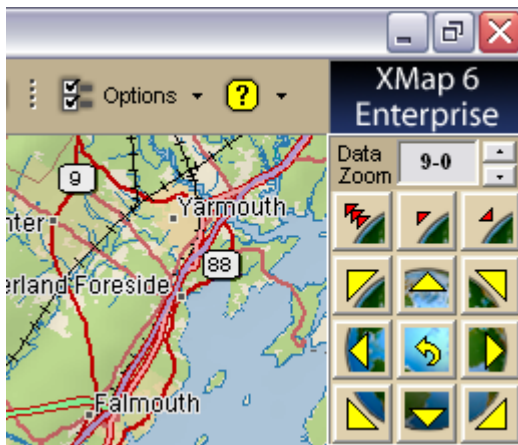 Options
?
XMap 6
Enterprise
Data
Zoom
9-0
9
Yarmouth
nter
88
erland Foreside
Falmouth